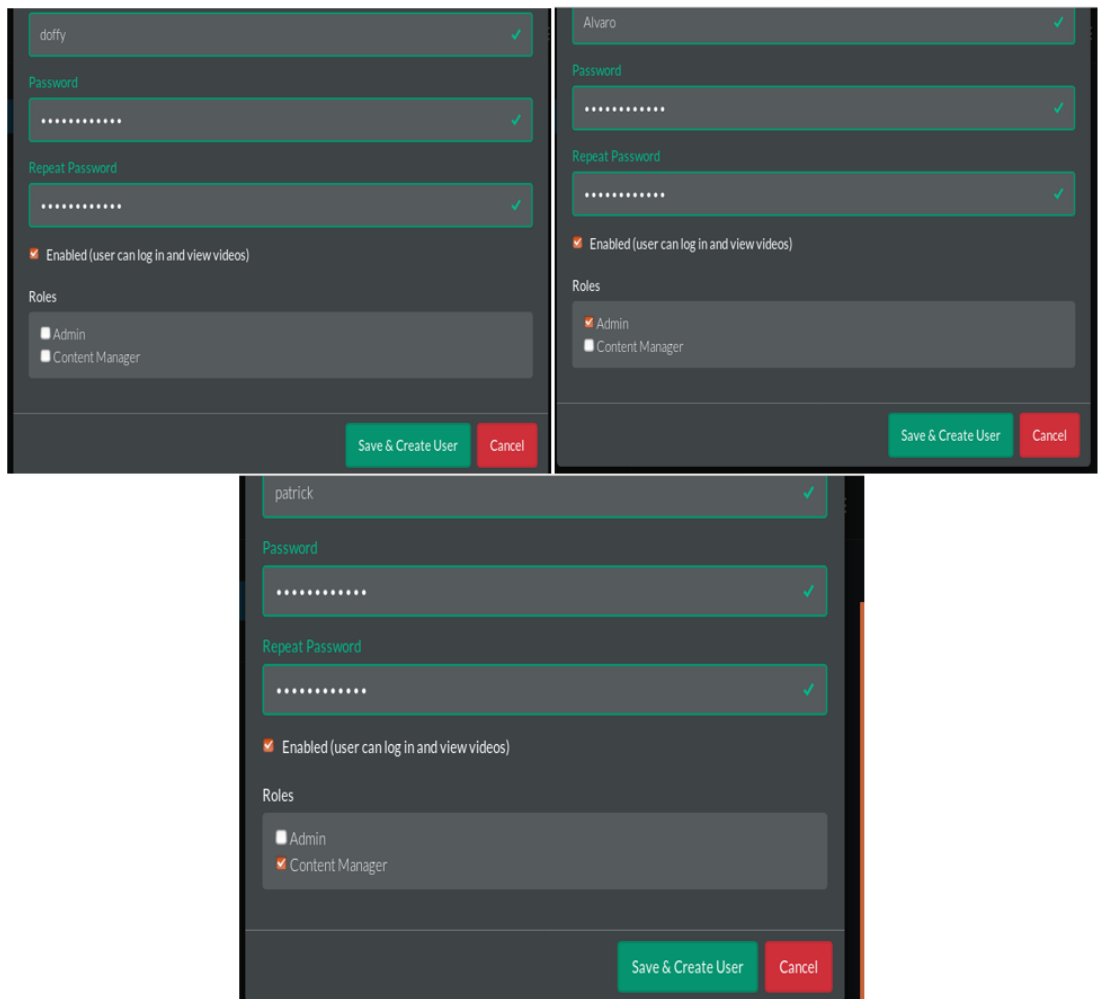 doffy
Password
••••••••••••
Repeat Password
••••••••••••
Enabled (user can log in and view videos)
Roles
Admin
Content Manager
Save & Create User Cancel
Alvaro
Password
••••••••••••
Repeat Password
••••••••••••
Enabled (user can log in and view videos)
Roles
Admin
Content Manager
Save & Create User Cancel
patrick
Password
••••••••••••
Repeat Password
••••••••••••
Enabled (user can log in and view videos)
Roles
Admin
Content Manager
Save & Create User Cancel